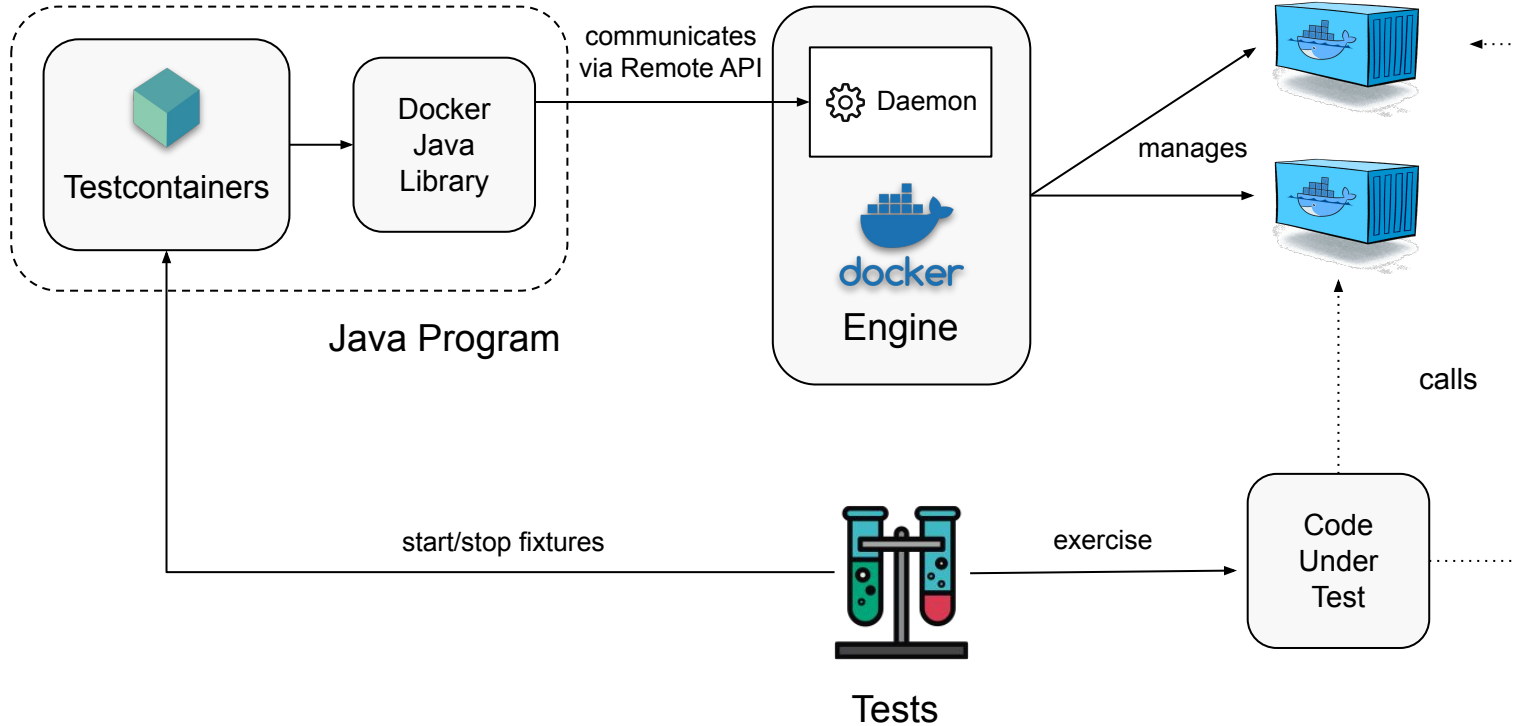 communicates
via Remote API
Daemon
Docker
Java
Library
Testcontainers
manages
docker
Engine
Java Program
calls
start/stop fixtures
exercise
Code
Under
Test
Tests